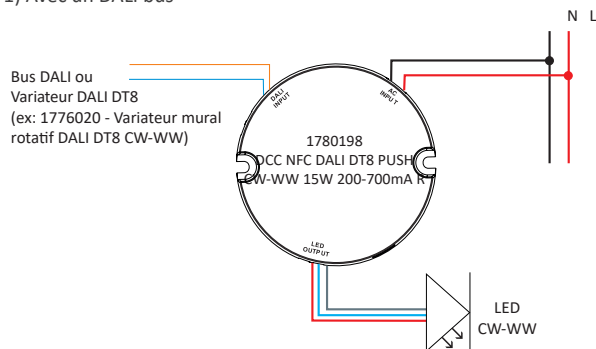 1) Avec un DALI bus
N L
Bus DALI ou
Variateur DALI DT8
(ex: 1776020 - Variateur mural
rotatif DALI DT8 CW-WW)
DALI
INPUT
AC
INPUT
1780198
DCC NFC DALI DT8 PUSH
CW-WW 15W 200-700mA R
LED
OUTPUT
LED
CW-WW